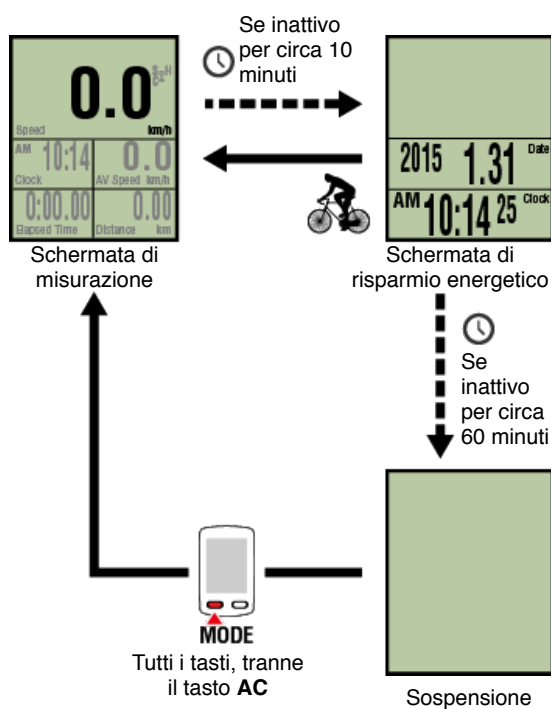 Se inattivo
per circa 10
minuti
0.0
Speed km/h
AM 10:14
Clock
0.0
AV Speed km/h
0:00.00
Elapsed Time
0.00
Distance km
Schermata di
misurazione
2015 1.31 Date
AM 10:14 25 Clock
Schermata di
risparmio energetico
Se
inattivo
per circa
60 minuti
MODE
Tutti i tasti, tranne
il tasto AC
Sospensione